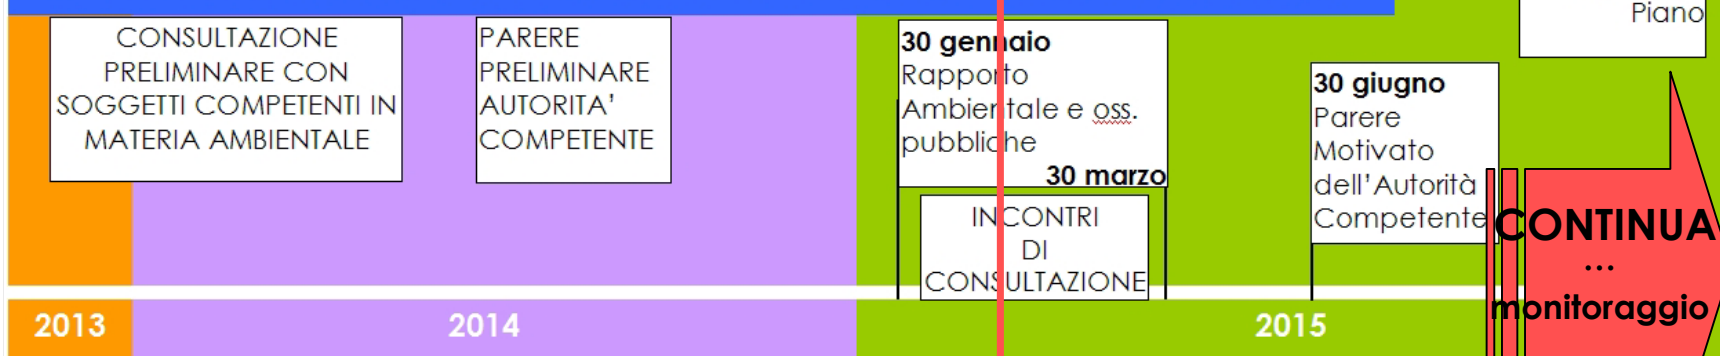 CONSULTAZIONE
PRELIMINARE CON
SOGGETTI COMPETENTI IN
MATERIA AMBIENTALE
PARERE
PRELIMINARE
AUTORITA'
COMPETENTE
30 gennaio
Rapporto
Ambientale e oss.
pubbliche
30 marzo
INCONTRI
DI
CONSULTAZIONE
30 giugno
Parere
Motivato
dell'Autorità
Competente
Piano
CONTINUA
...
monitoraggio
2013
2014
2015